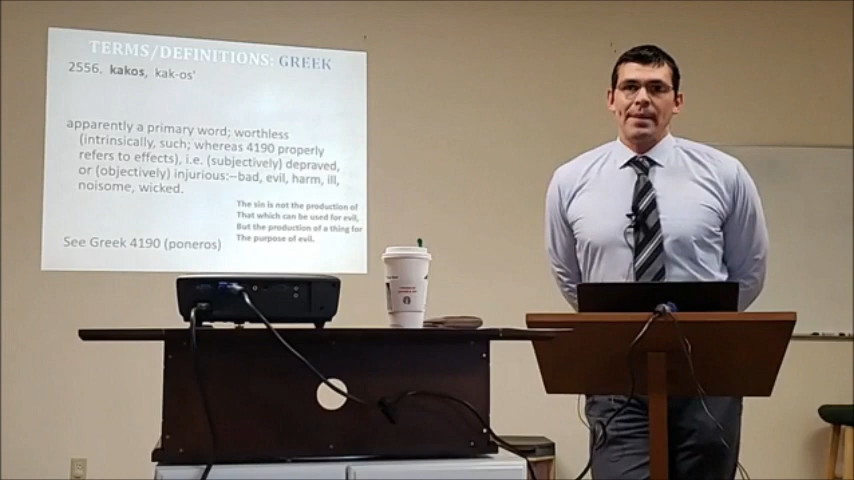 TERMS/DEFINITIONS: GREEK
2556. kakos, kak-os'
apparently a primary word; worthless
(intrinsically, such; whereas 4190 properly
refers to effects), i.e. (subjectively) depraved,
or (objectively) injurious:--bad, evil, harm, ill,
noisome, wicked.
The sin is not the production of
That which can be used for evil,
But the production of a thing for
The purpose of evil.
See Greek 4190 (poneros)